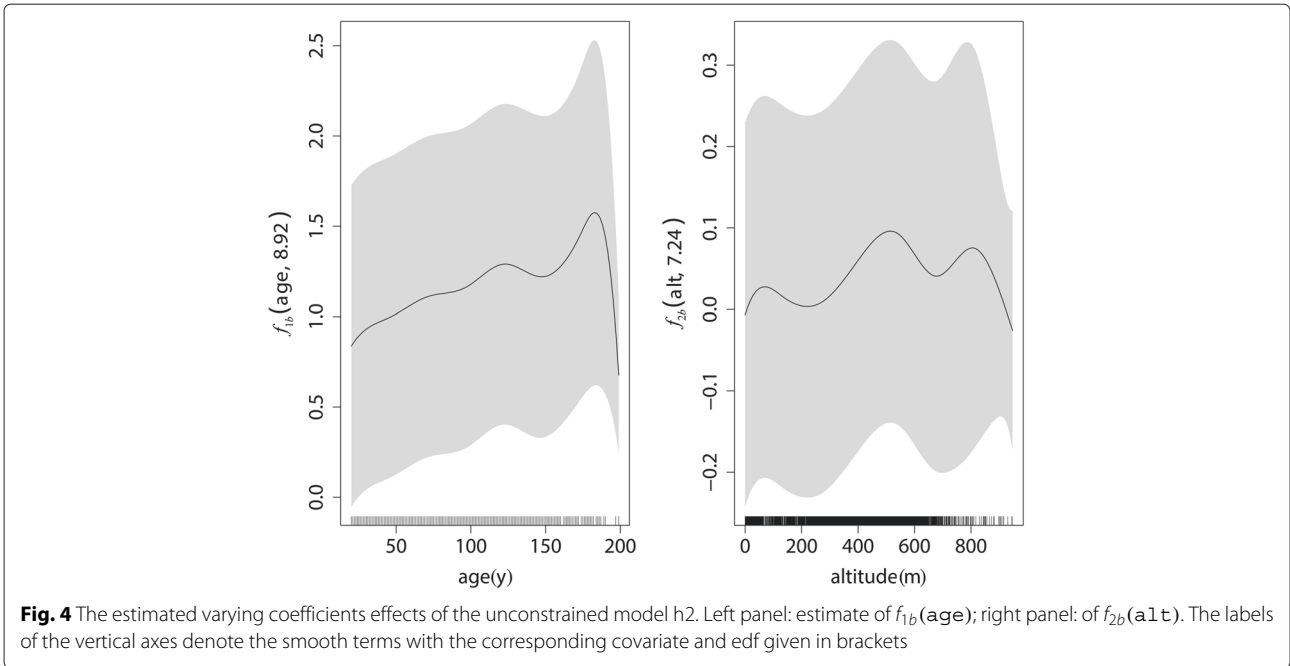 2.5
2.0
1.5
1.0
0.5
0.0
f1b(age, 8.92)
50 100 150 200
age(y)
0.3
0.2
0.1
0.0
−0.1
−0.2
f2b(alt, 7.24)
0 200 400 600 800
altitude(m)
Fig. 4 The estimated varying coefficients effects of the unconstrained model h2. Left panel: estimate of f1b(age); right panel: of f2b(alt). The labels
of the vertical axes denote the smooth terms with the corresponding covariate and edf given in brackets